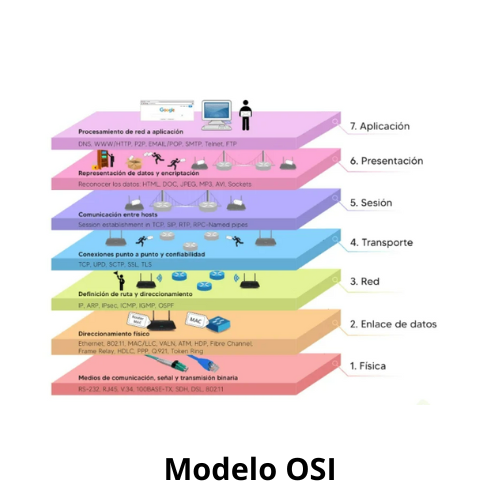 Google
7. Aplicación
Procesamiento de red a aplicación
DNS, WWW/HTTP, P2P, EMAIL/POP, SMTP, Telnet, FTP
6. Presentación
Representación de datos y encriptación
Reconocer los datos: HTML, DOC, JPEG, MP3, AVI, Sockets
5. Sesión
Comunicación entre hosts
Session establishment in TCP, SIP, RTP, RPC-Named pipes
4. Transporte
Conexiones punto a punto y confiabilidad
TCP, UPD, SCTP, SSL, TLS
3. Red
Definición de ruta y direccionamiento
IP, ARP, IPsec, ICMP, IGMP, OSPF
2. Enlace de datos
MAC
MAC
Direccionamiento físico
Ethernet, 802.11, MAC/LLC, VALN, ATM, HDP, Fibre Channel,
Frame Relay, HDLC, PPP, Q.921, Token Ring
1. Física
Medios de comunicación, señal y transmisión binaria
RS-232, RJ45, V.34, 100BASE-TX, SDH, DSL, 802.11
Modelo OSI